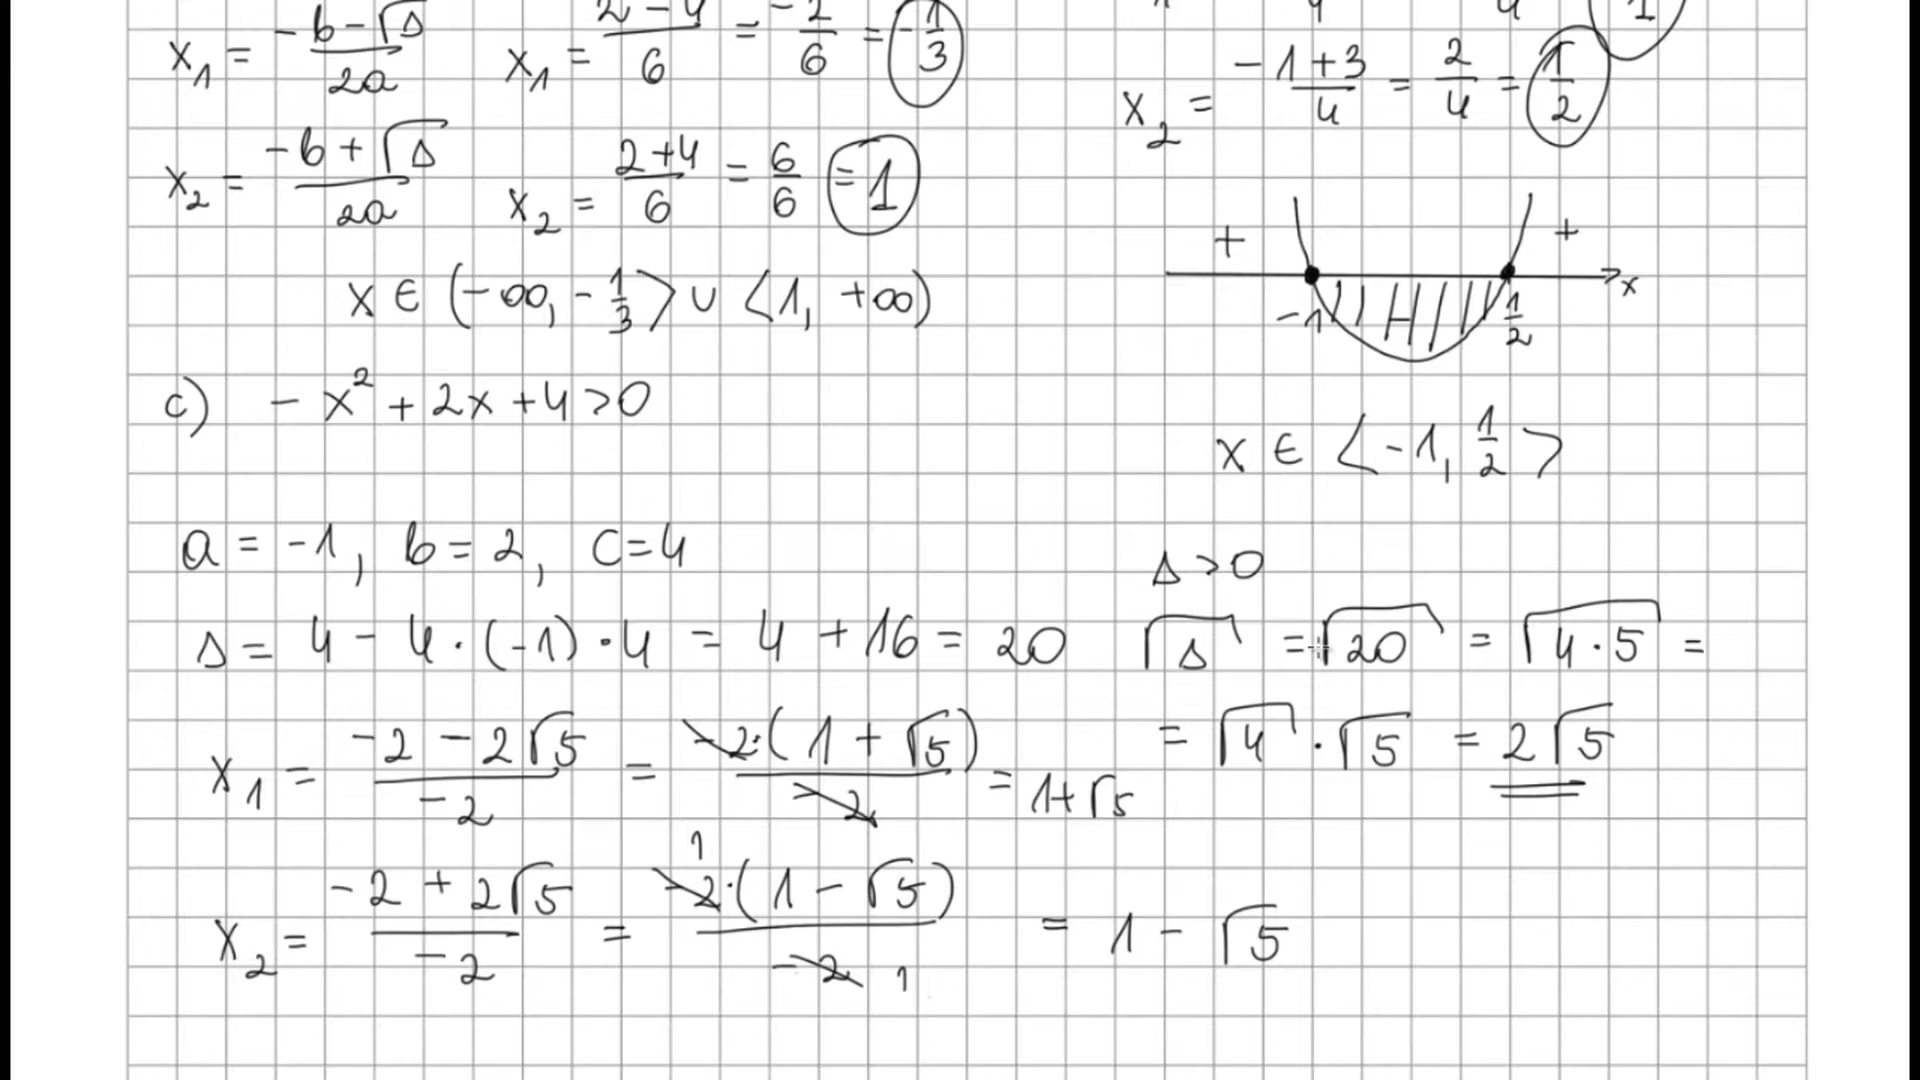 x₁ = (-b-√Δ)/2a    x₁ = (2-4)/6 = -2/6 = -1/3
x₂ = (-b+√Δ)/2a    x₂ = (2+4)/6 = 6/6 = 1
x ∈ (-∞, -1/3> ∪ <1, +∞)
x₂ = (-1+3)/4 = 2/4 = 1/2
+ +
-1 1/2 x
x ∈ <-1, 1/2>
c) -x² + 2x + 4 > 0
a = -1, b = 2, c = 4
Δ = 4 - 4·(-1)·4 = 4 + 16 = 20
Δ > 0
√Δ = √20 = √(4·5) =
= √4 · √5 = 2√5
x₁ = (-2-2√5)/-2 = -2·(1+√5)/-2 = 1+√5
x₂ = (-2+2√5)/-2 = -2·(1-√5)/-2 = 1-√5
1 1